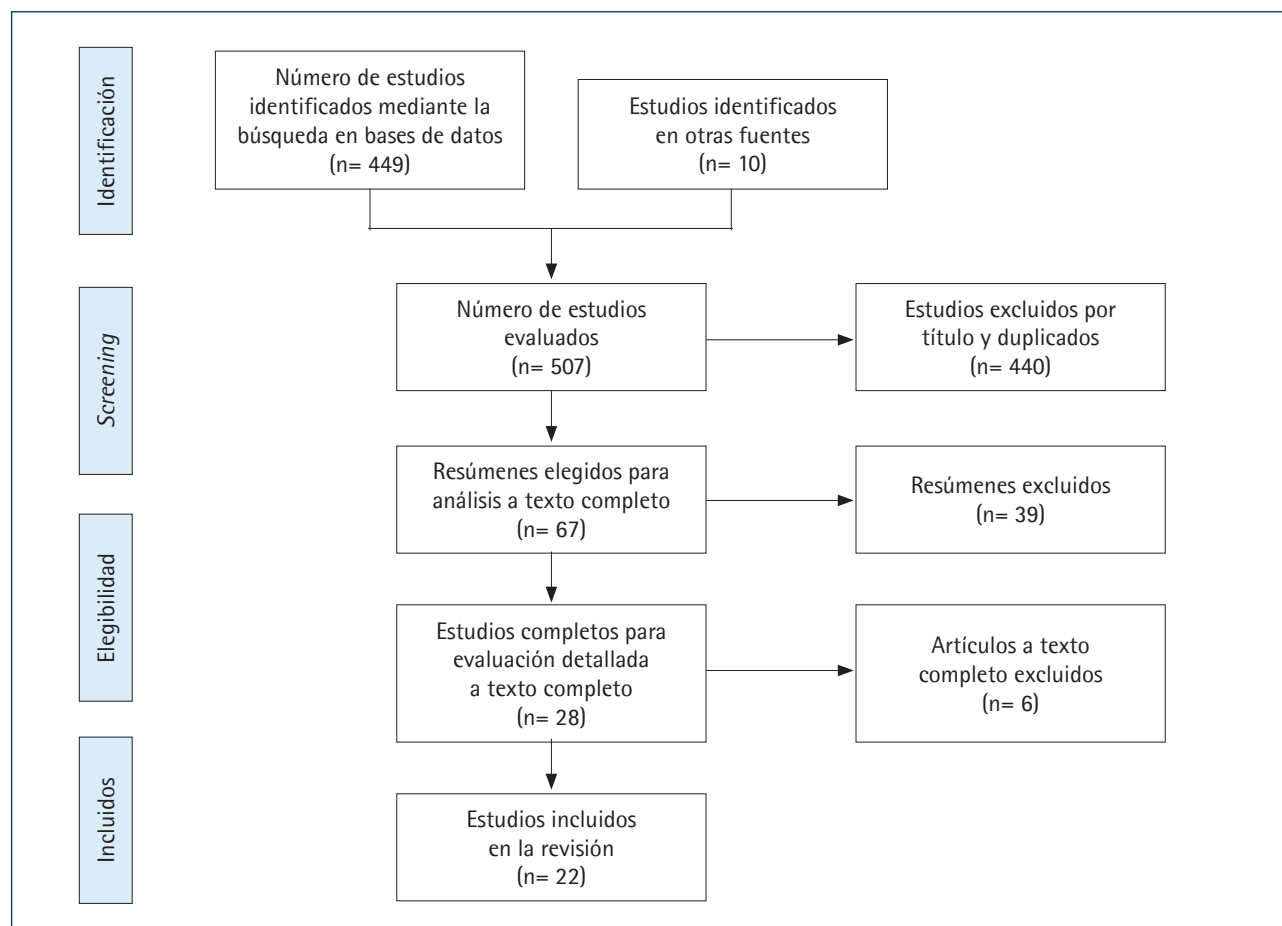 Identificación
Número de estudios
identificados mediante la
búsqueda en bases de datos
(n= 449)
Estudios identificados
en otras fuentes
(n= 10)
Screening
Número de estudios
evaluados
(n= 507)
Estudios excluidos por
título y duplicados
(n= 440)
Resúmenes elegidos para
análisis a texto completo
(n= 67)
Resúmenes excluidos
(n= 39)
Elegibilidad
Estudios completos para
evaluación detallada
a texto completo
(n= 28)
Artículos a texto
completo excluidos
(n= 6)
Incluidos
Estudios incluidos
en la revisión
(n= 22)